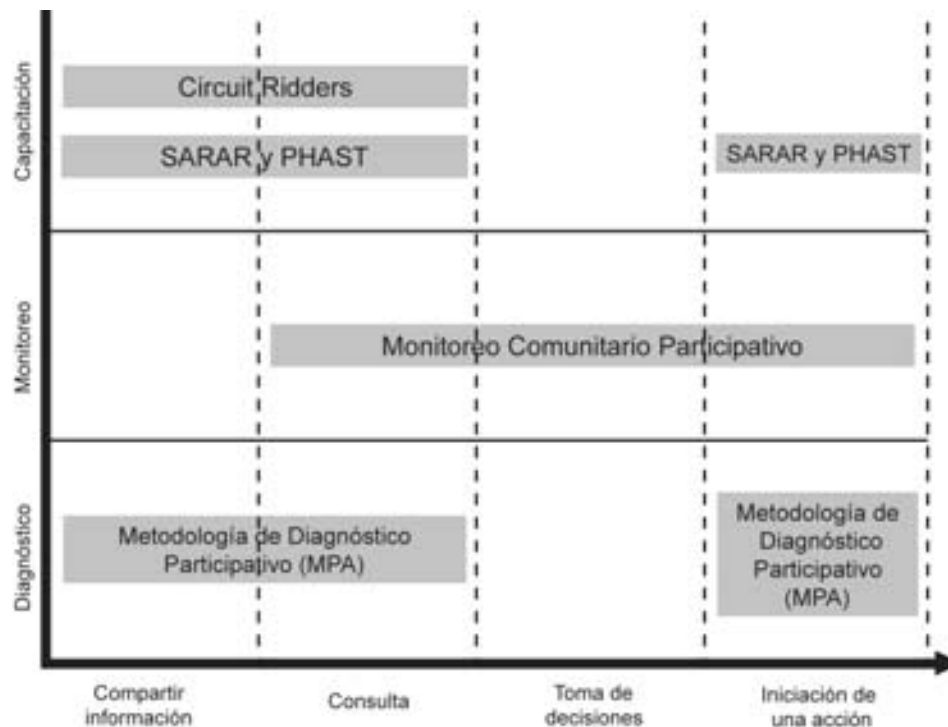 Capacitación
Circuit Ridders
SARAR y PHAST
SARAR y PHAST
Monitoreo
Monitoreo Comunitario Participativo
Diagnóstico
Metodología de Diagnóstico
Participativo (MPA)
Metodología de
Diagnóstico
Participativo
(MPA)
Compartir
información
Consulta
Toma de
decisiones
Iniciación de
una acción